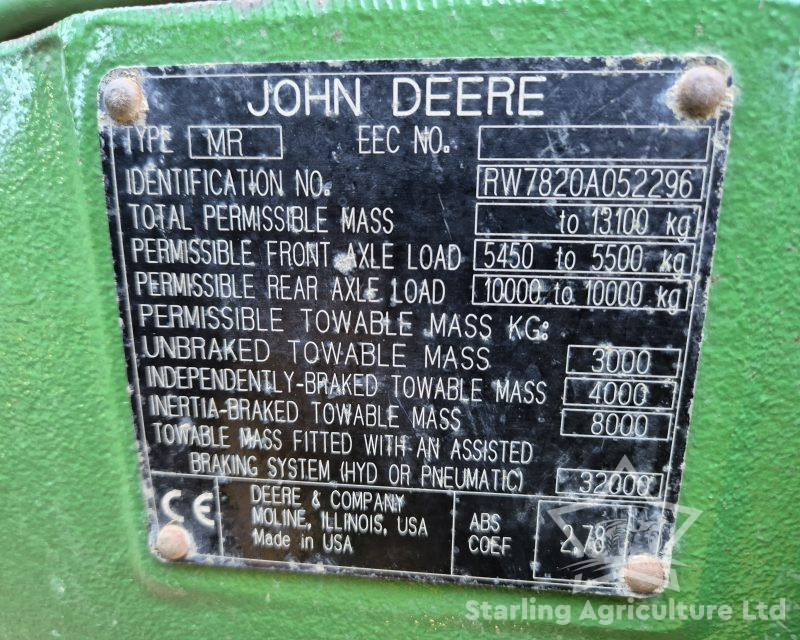 JOHN DEERE
TYPE MR EEC NO.
IDENTIFICATION NO. RW7820A052296
TOTAL PERMISSIBLE MASS to 13100 kg
PERMISSIBLE FRONT AXLE LOAD 5450 to 5500 kg
PERMISSIBLE REAR AXLE LOAD 10000 to 10000 kg
PERMISSIBLE TOWABLE MASS KG:
UNBRAKED TOWABLE MASS 3000
INDEPENDENTLY-BRAKED TOWABLE MASS 4000
INERTIA-BRAKED TOWABLE MASS 8000
TOWABLE MASS FITTED WITH AN ASSISTED
BRAKING SYSTEM (HYD OR PNEUMATIC) 32000
CE
DEERE & COMPANY
MOLINE, ILLINOIS, USA
Made in USA
ABS
COEF
2,78
Starling Agriculture Ltd